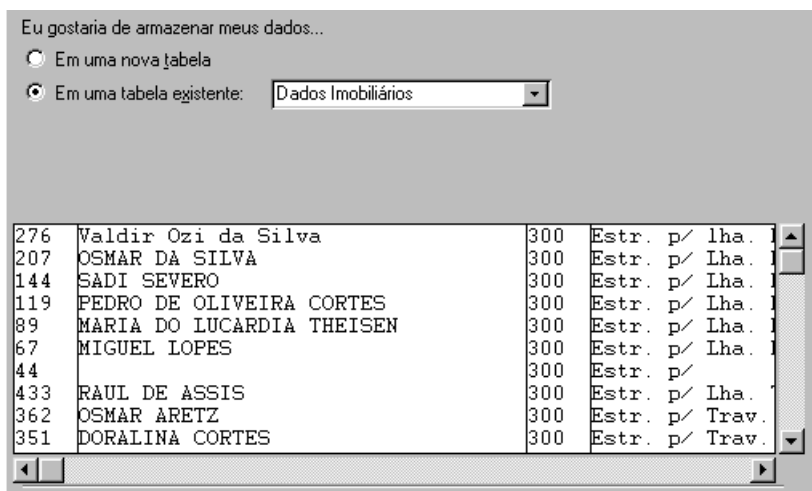 Eu gostaria de armazenar meus dados...
Em uma nova tabela
Em uma tabela existente: Dados Imobiliários
276 Valdir Ozi da Silva 300 Estr. p/ lha.
207 OSMAR DA SILVA 300 Estr. p/ Lha.
144 SADI SEVERO 300 Estr. p/ Lha.
119 PEDRO DE OLIVEIRA CORTES 300 Estr. p/ Lha.
89 MARIA DO LUCARDIA THEISEN 300 Estr. p/ Lha.
67 MIGUEL LOPES 300 Estr. p/ Lha.
44 300 Estr. p/
433 RAUL DE ASSIS 300 Estr. p/ Lha.
362 OSMAR ARETZ 300 Estr. p/ Trav.
351 DORALINA CORTES 300 Estr. p/ Trav.